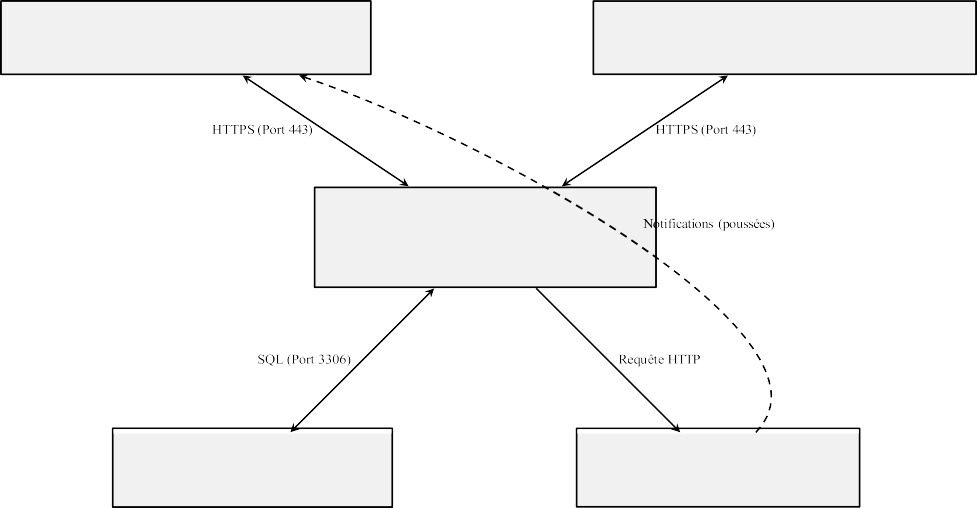 HTTPS (Port 443)
HTTPS (Port 443)
Notifications (poussées)
SQL (Port 3306)
Requête HTTP